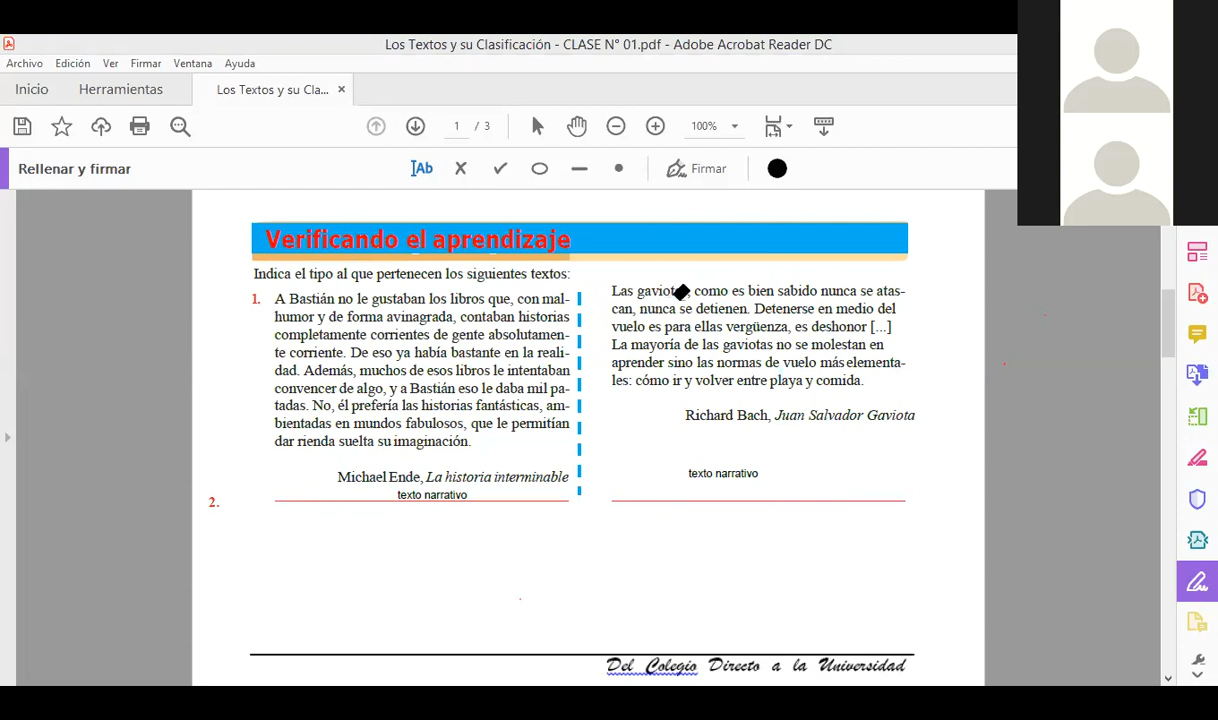 Los Textos y su Clasificación - CLASE N° 01.pdf - Adobe Acrobat Reader DC
Archivo Edición Ver Firmar Ventana Ayuda
Inicio Herramientas Los Textos y su Cla... ×
1 / 3 100%
Rellenar y firmar Ab Firmar
Verificando el aprendizaje
Indica el tipo al que pertenecen los siguientes textos:
1. A Bastián no le gustaban los libros que, con mal-
humor y de forma avinagrada, contaban historias
completamente corrientes de gente absolutamen-
te corriente. De eso ya había bastante en la reali-
dad. Además, muchos de esos libros le intentaban
convencer de algo, y a Bastián eso le daba mil pa-
tadas. No, él prefería las historias fantásticas, am-
bientadas en mundos fabulosos, que le permitían
dar rienda suelta su imaginación.
Michael Ende, La historia interminable
texto narrativo
2.
Las gaviotas, como es bien sabido nunca se atas-
can, nunca se detienen. Detenerse en medio del
vuelo es para ellas vergüenza, es deshonor [...]
La mayoría de las gaviotas no se molestan en
aprender sino las normas de vuelo más elementa-
les: cómo ir y volver entre playa y comida.
Richard Bach, Juan Salvador Gaviota
texto narrativo
Del Colegio Directo a la Universidad